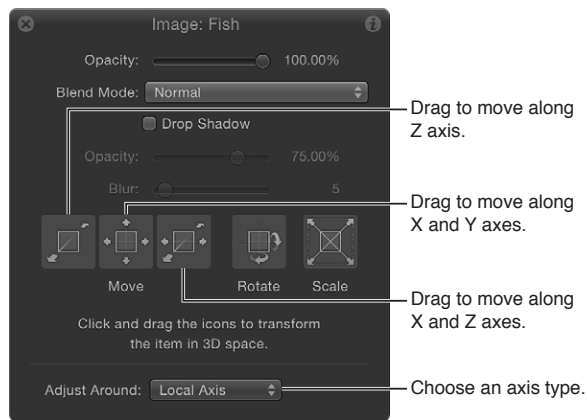 Image: Fish
Opacity: 100.00%
Blend Mode: Normal
Drop Shadow
Opacity: 75.00%
Blur: 5
Move Rotate Scale
Click and drag the icons to transform
the item in 3D space.
Adjust Around: Local Axis
Drag to move along
Z axis.
Drag to move along
X and Y axes.
Drag to move along
X and Z axes.
Choose an axis type.